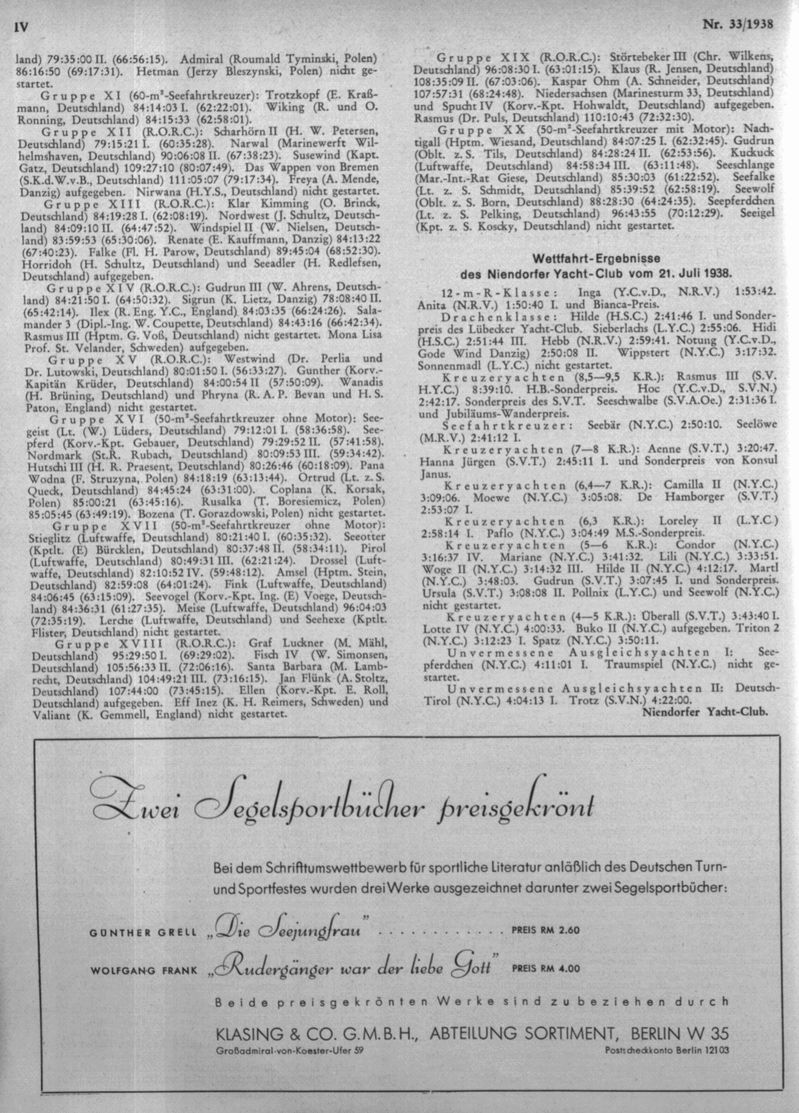 IV
Nr. 33/1938
land) 79:35:00 II. (66:56:15). Admiral (Roumald Tyminski, Polen)
86:16:50 (69:17:31). Hetman (Jerzy Bleszynski, Polen) nicht ge-
startet.
Gruppe XI (60-m²-Seefahrtkreuzer): Trotzkopf (E. Kraß-
mann, Deutschland) 84:14:03 I. (62:22:01). Wiking (R. und O.
Ronning, Deutschland) 84:15:33 (62:58:01).
Gruppe XII (R.O.R.C.): Scharhörn II (H. W. Petersen,
Deutschland) 79:15:21 I. (60:35:28). Narwal (Marinewerft Wil-
helmshaven, Deutschland) 90:06:08 II. (67:38:23). Susewind (Kapt.
Gatz, Deutschland) 109:27:10 (80:07:49). Das Wappen von Bremen
(S.K.d.W.v.B., Deutschland) 111:05:07 (79:17:34). Freya (A. Mende,
Danzig) aufgegeben. Nirwana (H.Y.S., Deutschland) nicht gestartet.
Gruppe XIII (R.O.R.C.): Klar Kimming (O. Brinck,
Deutschland) 84:19:28 I. (62:08:19). Nordwest (J. Schultz, Deutsch-
land) 84:09:10 II. (64:47:52). Windspiel II (W. Nielsen, Deutsch-
land) 83:59:53 (65:30:06). Renate (E. Kauffmann, Danzig) 84:13:22
(67:40:23). Falke (Fl. H. Parow, Deutschland) 89:45:04 (68:52:30).
Horridoh (H. Schultz, Deutschland) und Seeadler (H. Redlefsen,
Deutschland) aufgegeben.
Gruppe XIV (R.O.R.C.): Gudrun III (W. Ahrens, Deutsch-
land) 84:21:50 I. (64:50:32). Sigrun (K. Lietz, Danzig) 78:08:40 II.
(65:42:14). Ilex (R. Eng. Y.C., England) 84:03:35 (66:24:26). Sala-
mander 3 (Dipl.-Ing. W. Coupette, Deutschland) 84:43:16 (66:42:34).
Rasmus III (Hptm. G. Voß, Deutschland) nicht gestartet. Mona Lisa
Prof. St. Velander, Schweden) aufgegeben.
Gruppe XV (R.O.R.C.): Westwind (Dr. Perlia und
Dr. Lutowski, Deutschland) 80:01:50 I. (56:33:27). Gunther (Korv.-
Kapitän Krüder, Deutschland) 84:00:54 II (57:50:09). Wanadis
(H. Brüning, Deutschland) und Phryna (R. A. P. Bevan und H. S.
Paton, England) nicht gestartet.
Gruppe XVI (50-m²-Seefahrtkreuzer ohne Motor): See-
geist (Lt. (W.) Lüders, Deutschland) 79:12:01 I. (58:36:58). See-
pferd (Korv.-Kpt. Gebauer, Deutschland) 79:29:52 II. (57:41:58).
Nordmark (St.R. Rubach, Deutschland) 80:09:53 III. (59:34:42).
Hutschi III (H. R. Praesent, Deutschland) 80:26:46 (60:18:09). Pana
Wodna (F. Struzyna, Polen) 84:18:19 (63:13:44). Ortrud (Lt. z. S.
Queck, Deutschland) 84:45:24 (63:31:00). Coplana (K. Korsak,
Polen) 85:00:21 (63:45:16). Rusalka (T. Boresiemicz, Polen)
85:05:45 (63:49:19). Bozena (T. Gorazdowski, Polen) nicht gestartet.
Gruppe XVII (50-m²-Seefahrtkreuzer ohne Motor):
Stieglitz (Luftwaffe, Deutschland) 80:21:40 I. (60:35:32). Seeotter
(Kptlt. (E) Bürcklen, Deutschland) 80:37:48 II. (58:34:11). Pirol
(Luftwaffe, Deutschland) 80:49:31 III. (62:21:24). Drossel (Luft-
waffe, Deutschland) 82:10:52 IV. (59:48:12). Amsel (Hptm. Stein,
Deutschland) 82:59:08 (64:01:24). Fink (Luftwaffe, Deutschland)
84:06:45 (63:15:09). Seevogel (Korv.-Kpt. Ing. (E) Voege, Deutsch-
land) 84:36:31 (61:27:35). Meise (Luftwaffe, Deutschland) 96:04:03
(72:35:19). Lerche (Luftwaffe, Deutschland) und Seehexe (Kptlt.
Flister, Deutschland) nicht gestartet.
Gruppe XVIII (R.O.R.C.): Graf Luckner (M. Mähl,
Deutschland) 95:29:50 I. (69:29:02). Fisch IV (W. Simonsen,
Deutschland) 105:56:33 II. (72:06:16). Santa Barbara (M. Lamb-
recht, Deutschland) 104:49:21 III. (73:16:15). Jan Flünk (A. Stoltz,
Deutschland) 107:44:00 (73:45:15). Ellen (Korv.-Kpt. E. Roll,
Deutschland) aufgegeben. Eff Inez (K. H. Reimers, Schweden) und
Valiant (K. Gemmell, England) nicht gestartet.
Gruppe XIX (R.O.R.C.): Störtebeker III (Chr. Wilkens,
Deutschland) 96:08:30 I. (63:01:15). Klaus (R. Jensen, Deutschland)
108:35:09 II. (67:03:06). Kaspar Ohm (A. Schneider, Deutschland)
107:57:31 (68:24:48). Niedersachsen (Marinesturm 33, Deutschland)
und Spucht IV (Korv.-Kpt. Hohwaldt, Deutschland) aufgegeben.
Rasmus (Dr. Puls, Deutschland) 110:10:43 (72:32:30).
Gruppe XX (50-m²-Seefahrtkreuzer mit Motor): Nach-
tigall (Hptm. Wiesand, Deutschland) 84:07:25 I. (62:32:45). Gudrun
(Oblt. z. S. Tils, Deutschland) 84:28:24 II. (62:53:56). Kuckuck
(Luftwaffe, Deutschland) 84:58:34 III. (63:11:48). Seeschlange
(Mar.-Int.-Rat Giese, Deutschland) 85:30:03 (61:22:52). Seefalke
(Lt. z. S. Schmidt, Deutschland) 85:39:52 (62:58:19). Seewolf
(Oblt. z. S. Born, Deutschland) 88:28:30 (64:24:35). Seepferdchen
(Lt. z. S. Pelking, Deutschland) 96:43:55 (70:12:29). Seeigel
(Kpt. z. S. Koscky, Deutschland) nicht gestartet.
Wettfahrt-Ergebnisse
des Niendorfer Yacht-Club vom 21. Juli 1938.
12-m-R-Klasse: Inga (Y.C.v.D., N.R.V.) 1:53:42.
Anita (N.R.V.) 1:50:40 I. und Bianca-Preis.
Drachenklasse: Hilde (H.S.C.) 2:41:46 I. und Sonder-
preis des Lübecker Yacht-Club. Sieberlachs (L.Y.C.) 2:55:06. Hidi
(H.S.C.) 2:51:44 III. Hebb (N.R.V.) 2:59:41. Notung (Y.C.v.D.,
Gode Wind Danzig) 2:50:08 II. Wippstert (N.Y.C.) 3:17:32.
Sonnenmadl (L.Y.C.) nicht gestartet.
Kreuzeryachten (8,5—9,5 K.R.): Rasmus III (S.V.
H.Y.C.) 8:39:10. H.B.-Sonderpreis. Hoc (Y.C.v.D., S.V.N.)
2:42:17. Sonderpreis des S.V.T. Seeschwalbe (S.V.A.Oe.) 2:31:36 I.
und Jubiläums-Wanderpreis.
Seefahrtkreuzer: Seebär (N.Y.C.) 2:50:10. Seelöwe
(M.R.V.) 2:41:12 I.
Kreuzeryachten (7—8 K.R.): Aenne (S.V.T.) 3:20:47.
Hanna Jürgen (S.V.T.) 2:45:11 I. und Sonderpreis von Konsul
Janus.
Kreuzeryachten (6,4—7 K.R.): Camilla II (N.Y.C.)
3:09:06. Moewe (N.Y.C.) 3:05:08. De Hamborger (S.V.T.)
2:53:07 I.
Kreuzeryachten (6,3 K.R.): Loreley II (L.Y.C)
2:58:14 I. Paflo (N.Y.C.) 3:04:49 M.S.-Sonderpreis.
Kreuzeryachten (5—6 K.R.): Condor (N.Y.C.)
3:16:37 IV. Mariane (N.Y.C.) 3:41:32. Lili (N.Y.C.) 3:33:51.
Woge II (N.Y.C.) 3:14:32 III. Hilde II (N.Y.C.) 4:12:17. Martl
(N.Y.C.) 3:48:03. Gudrun (S.V.T.) 3:07:45 I. und Sonderpreis.
Ursula (S.V.T.) 3:08:08 II. Pollnix (L.Y.C.) und Seewolf (N.Y.C.)
nicht gestartet.
Kreuzeryachten (4—5 K.R.): Überall (S.V.T.) 3:43:40 I.
Lotte IV (N.Y.C.) 4:00:33. Buko II (N.Y.C.) aufgegeben. Triton 2
(N.Y.C.) 3:12:23 I. Spatz (N.Y.C.) 3:50:11.
Unvermessene Ausgleichsyachten I: See-
pferdchen (N.Y.C.) 4:11:01 I. Traumspiel (N.Y.C.) nicht ge-
startet.
Unvermessene Ausgleichsyachten II: Deutsch-
Tirol (N.Y.C.) 4:04:13 I. Trotz (S.V.N.) 4:22:00.
Niendorfer Yacht-Club.
Zwei Segelsportbücher preisgekrönt
Bei dem Schrifttumswettbewerb für sportliche Literatur anläßlich des Deutschen Turn-
und Sportfestes wurden drei Werke ausgezeichnet darunter zwei Segelsportbücher:
GÜNTHER GRELL „Die Seejungfrau" . . . . . . . . . . . . PREIS RM 2.60
WOLFGANG FRANK „Rudergänger war der liebe Gott" PREIS RM 4.00
Beide preisgekrönten Werke sind zu beziehen durch
KLASING & CO. G.M.B.H., ABTEILUNG SORTIMENT, BERLIN W 35
Großadmiral-von-Koester-Ufer 59
Postscheckkonto Berlin 12103